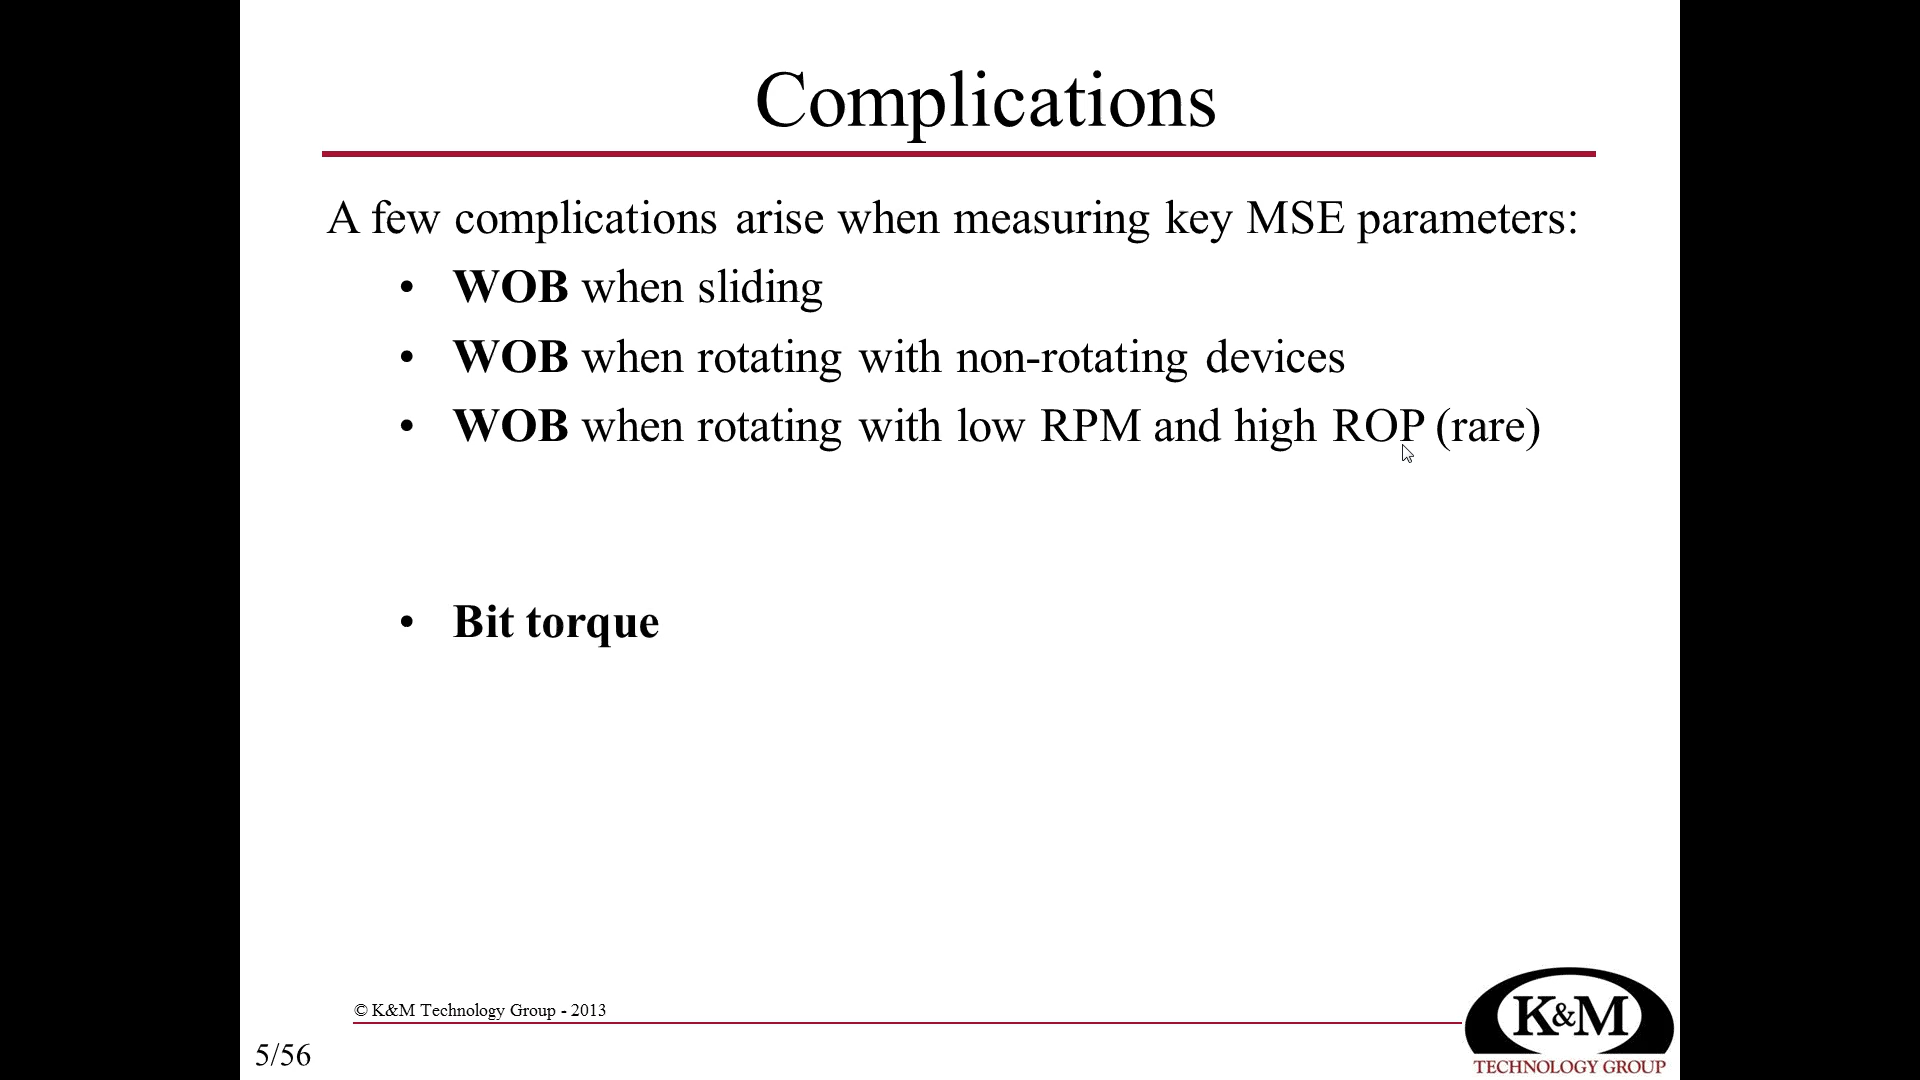 Complications
A few complications arise when measuring key MSE parameters:
• WOB when sliding
• WOB when rotating with non-rotating devices
• WOB when rotating with low RPM and high ROP (rare)
• Bit torque
© K&M Technology Group - 2013
5/56
K&M
TECHNOLOGY GROUP